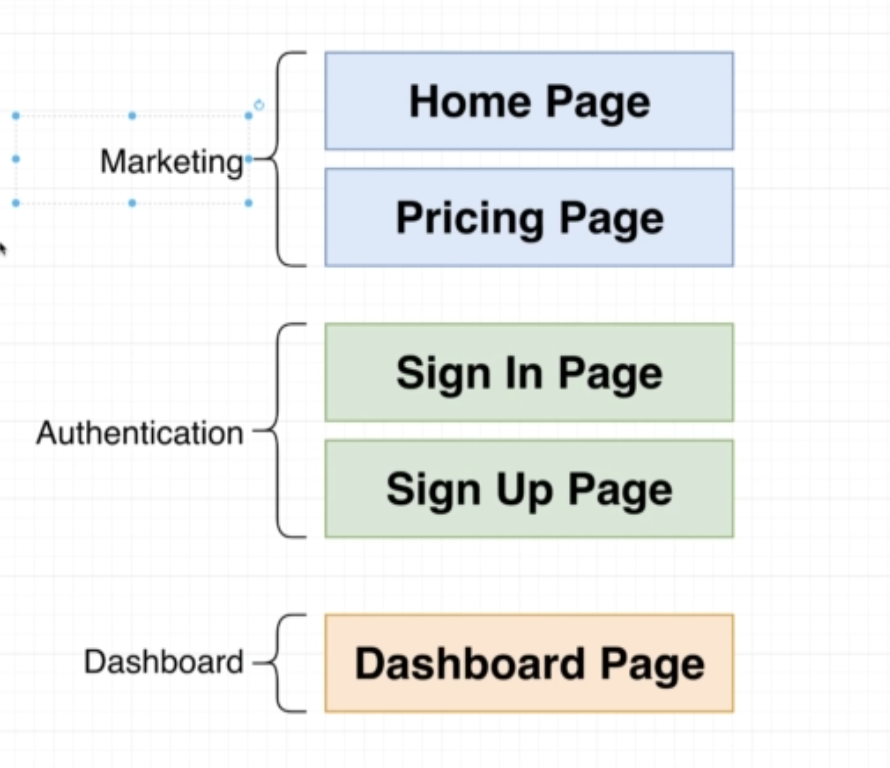 Home Page
Marketing
Pricing Page
Sign In Page
Authentication
Sign Up Page
Dashboard
Dashboard Page